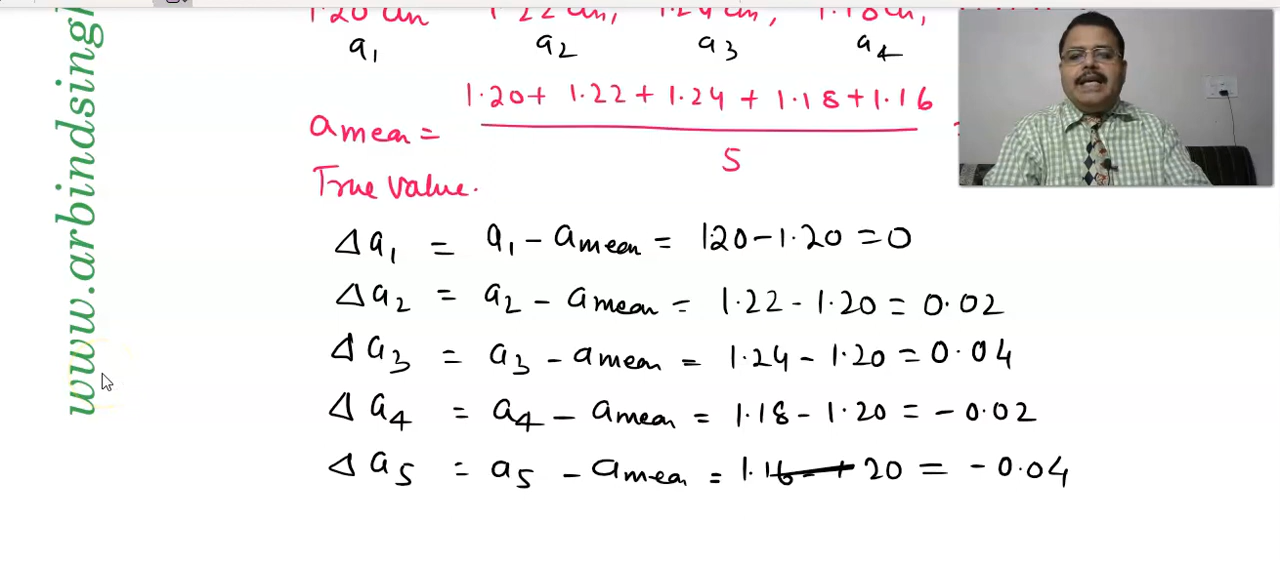 1.20 cm 1.22 cm, 1.24 cm, 1.18 cm,
a1 a2 a3 a4
amean = 1.20 + 1.22 + 1.24 + 1.18 + 1.16 =
5
True value.
Δa1 = a1 - amean = 120 - 1.20 = 0
Δa2 = a2 - amean = 1.22 - 1.20 = 0.02
Δa3 = a3 - amean = 1.24 - 1.20 = 0.04
Δa4 = a4 - amean = 1.18 - 1.20 = - 0.02
Δa5 = a5 - amean = 1.16 - 1 20 = - 0.04
www.arbindsingh